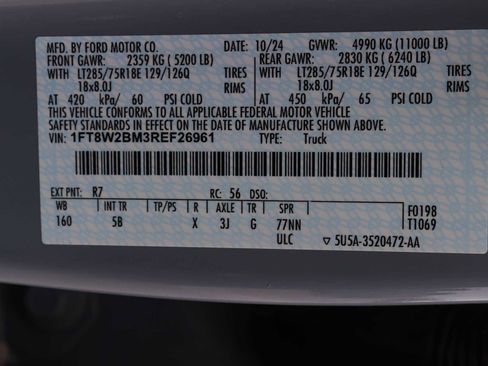 MFD. BY FORD MOTOR CO. 10/24 GVWR: 4990 KG (11000 LB)
FRONT GAWR: 2359 KG (5200 LB) REAR GAWR: 2830 KG (6240 LB)
WITH LT285/75R18E 129/126Q TIRES WITH LT285/75R18E 129/126Q TIRES
18x8.0J RIMS 18x8.0J RIMS
AT 420 kPa/ 60 PSI COLD AT 450 kPa/ 65 PSI COLD
THIS VEHICLE CONFORMS TO ALL APPLICABLE FEDERAL MOTOR VEHICLE
SAFETY STANDARDS IN EFFECT ON THE DATE OF MANUFACTURE SHOWN ABOVE.
VIN: 1FT8W2BM3REF26961 TYPE: Truck
EXT PNT: R7 RC: 56 DSO:
WB INT TR TP/PS R AXLE TR SPR F0198
160 5B X 3J G 77NN T1069
ULC ▽ 5U5A-3520472-AA